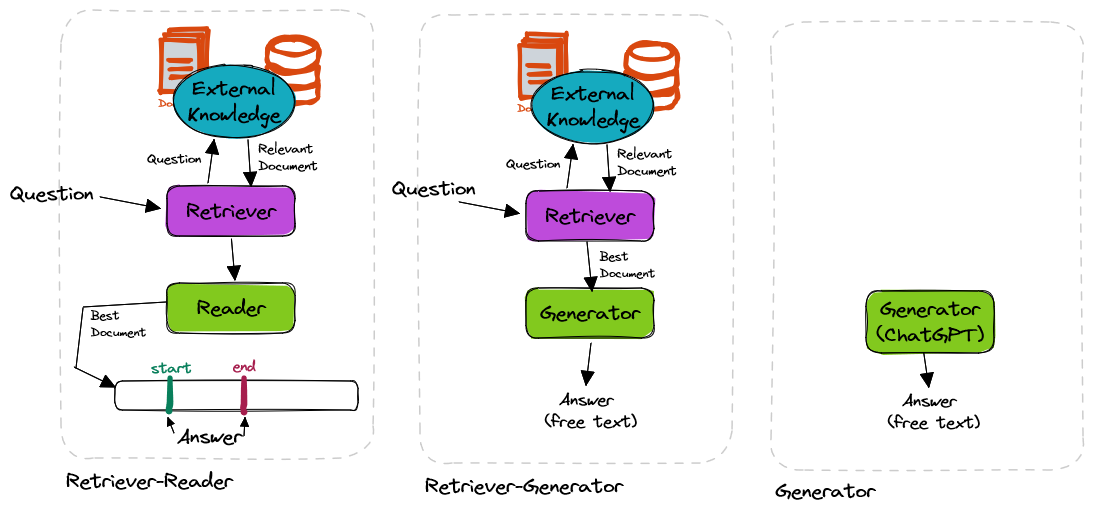 External
Knowledge
Question
Relevant
Document
Question
Retriever
Reader
Best
Document
start
end
Answer
Retriever-Reader
External
Knowledge
Question
Relevant
Document
Question
Retriever
Best
Document
Generator
Answer
(free text)
Retriever-Generator
Generator
(ChatGPT)
Answer
(free text)
Generator